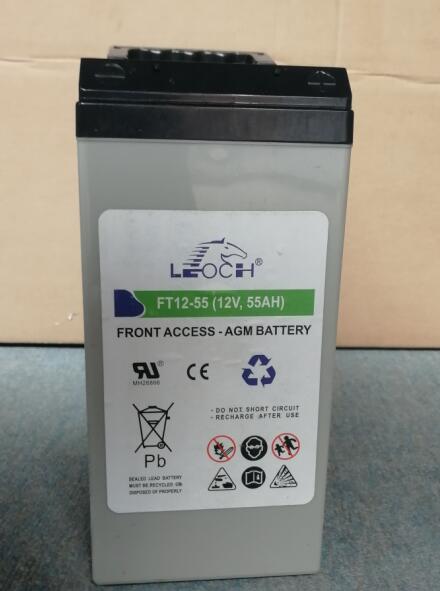 LEOCH®
FT12-55 (12V, 55AH)
FRONT ACCESS - AGM BATTERY
MH26866
CE
- DO NOT SHORT CIRCUIT
- RECHARGE AFTER USE
Pb
SEALED LEAD BATTERY
MUST BE RECYCLED OR
DISPOSED OF PROPERLY